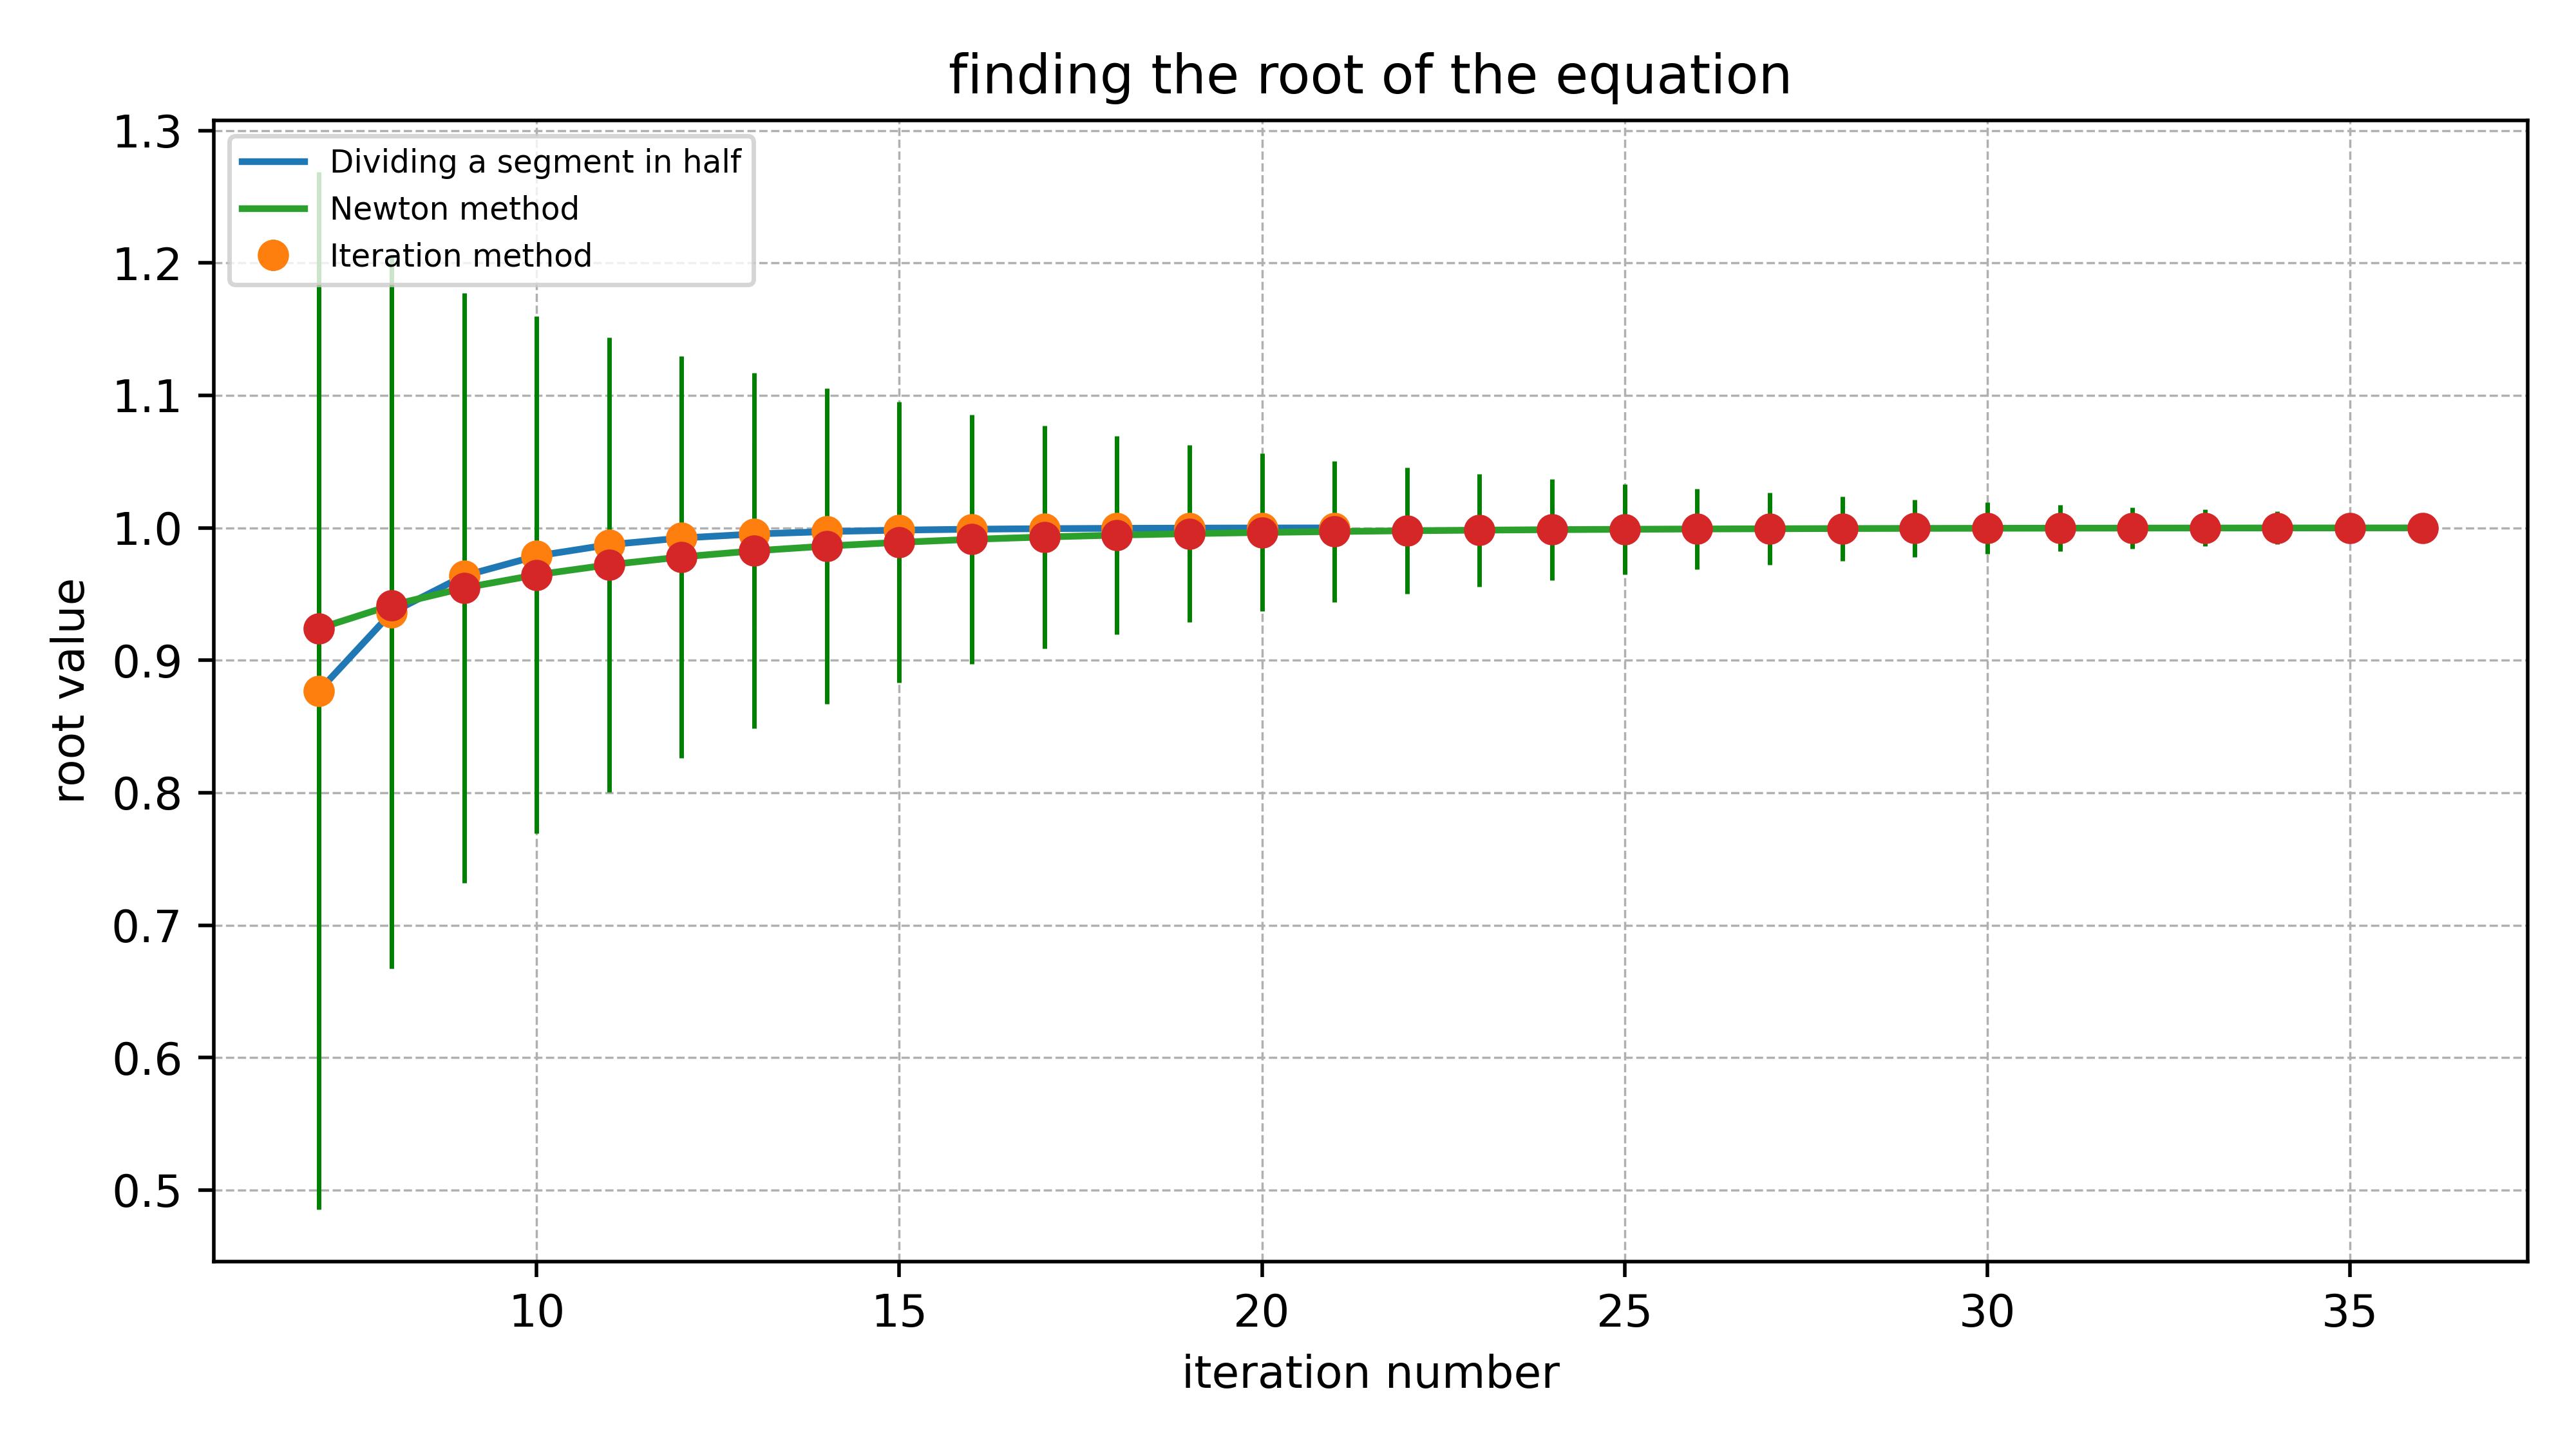 finding the root of the equation
1.3
1.2
1.1
1.0
0.9
0.8
0.7
0.6
0.5
root value
Dividing a segment in half
Newton method
Iteration method
10 15 20 25 30 35
iteration number